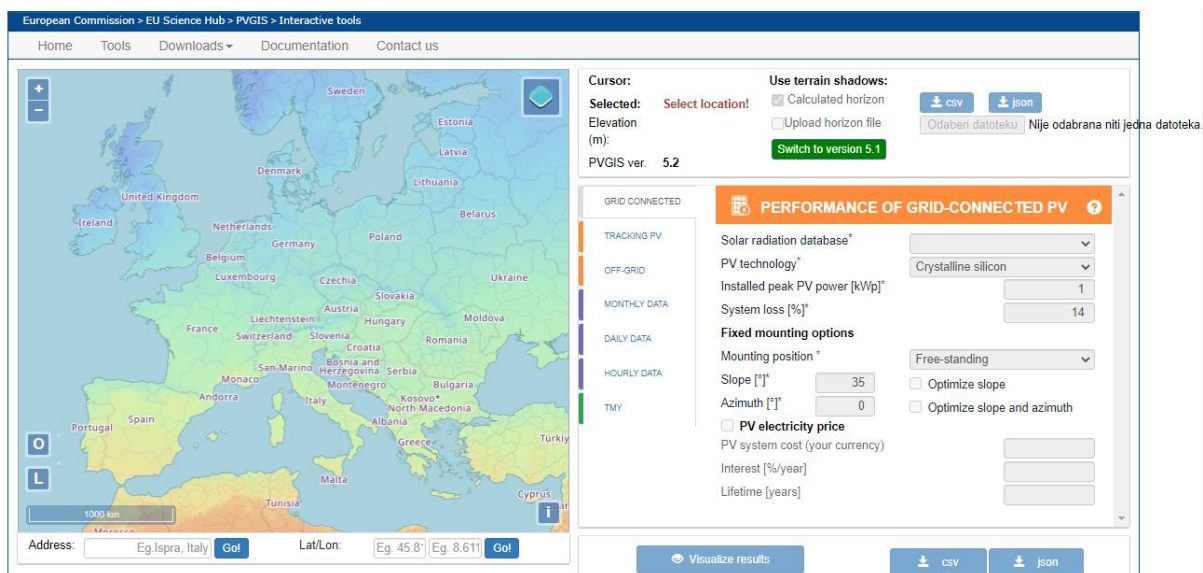 European Commission > EU Science Hub > PVGIS > Interactive tools
Home Tools Downloads Documentation Contact us
+
−
Sweden
Estonia
Latvia
Denmark
Lithuania
United Kingdom
Belarus
Ireland
Netherlands
Poland
Germany
Belgium
Luxembourg
Czechia
Ukraine
Slovakia
Austria
Liechtenstein
Hungary
Moldova
France
Switzerland
Slovenia
Romania
Croatia
San Marino
Bosnia and
Herzegovina
Serbia
Monaco
Montenegro
Bulgaria
Andorra
Italy
Kosovo*
North Macedonia
Spain
Albania
Portugal
Greece
Türkiy
O
L
Malta
Cyprus
Tunisia
1000 km
i
Address: Eg.Ispra, Italy Go! Lat/Lon: Eg. 45.8 Eg. 8.611 Go!
Cursor:
Selected: Select location!
Elevation
(m):
PVGIS ver. 5.2
Use terrain shadows:
Calculated horizon
Upload horizon file
Switch to version 5.1
csv json
Odaberi datoteku Nije odabrana niti jedna datoteka.
GRID CONNECTED
TRACKING PV
OFF-GRID
MONTHLY DATA
DAILY DATA
HOURLY DATA
TMY
PERFORMANCE OF GRID-CONNECTED PV ?
Solar radiation database*
PV technology* Crystalline silicon
Installed peak PV power [kWp]* 1
System loss [%]* 14
Fixed mounting options
Mounting position * Free-standing
Slope [°]* 35 Optimize slope
Azimuth [°]* 0 Optimize slope and azimuth
PV electricity price
PV system cost (your currency)
Interest [%/year]
Lifetime [years]
Visualize results csv json